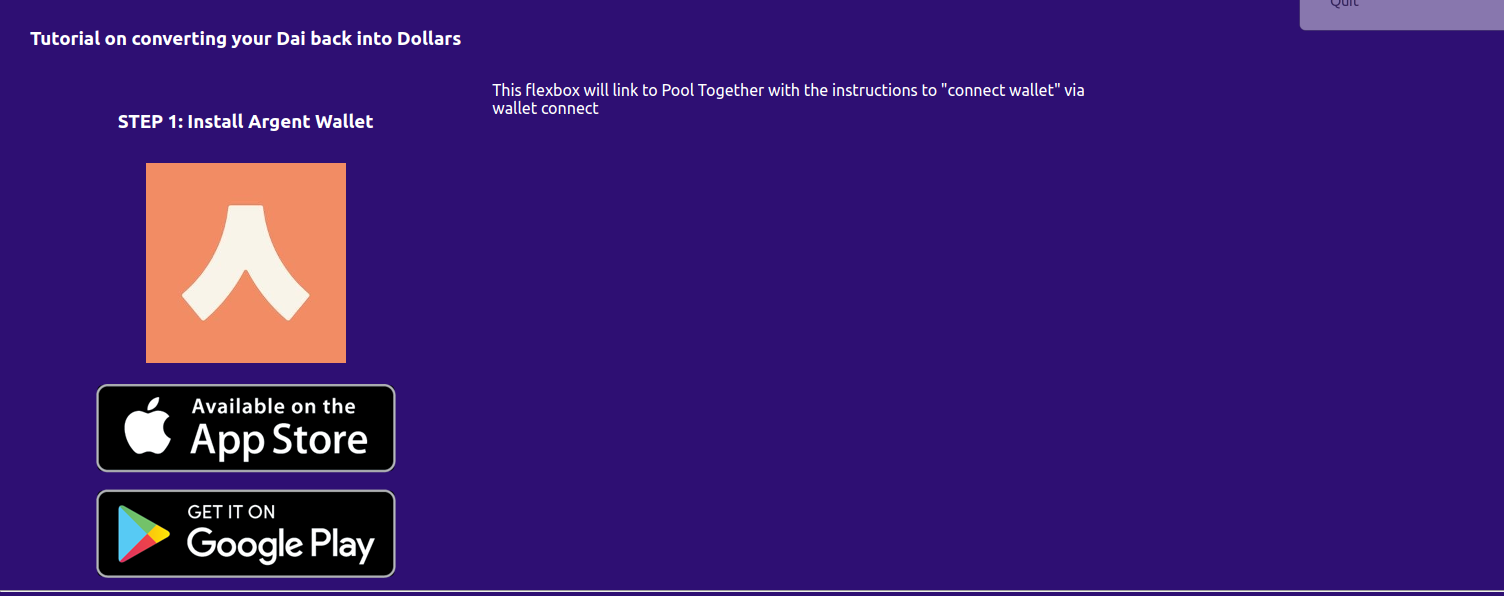 Quit
Tutorial on converting your Dai back into Dollars
This flexbox will link to Pool Together with the instructions to "connect wallet" via
wallet connect
STEP 1: Install Argent Wallet
Available on the
App Store
GET IT ON
Google Play